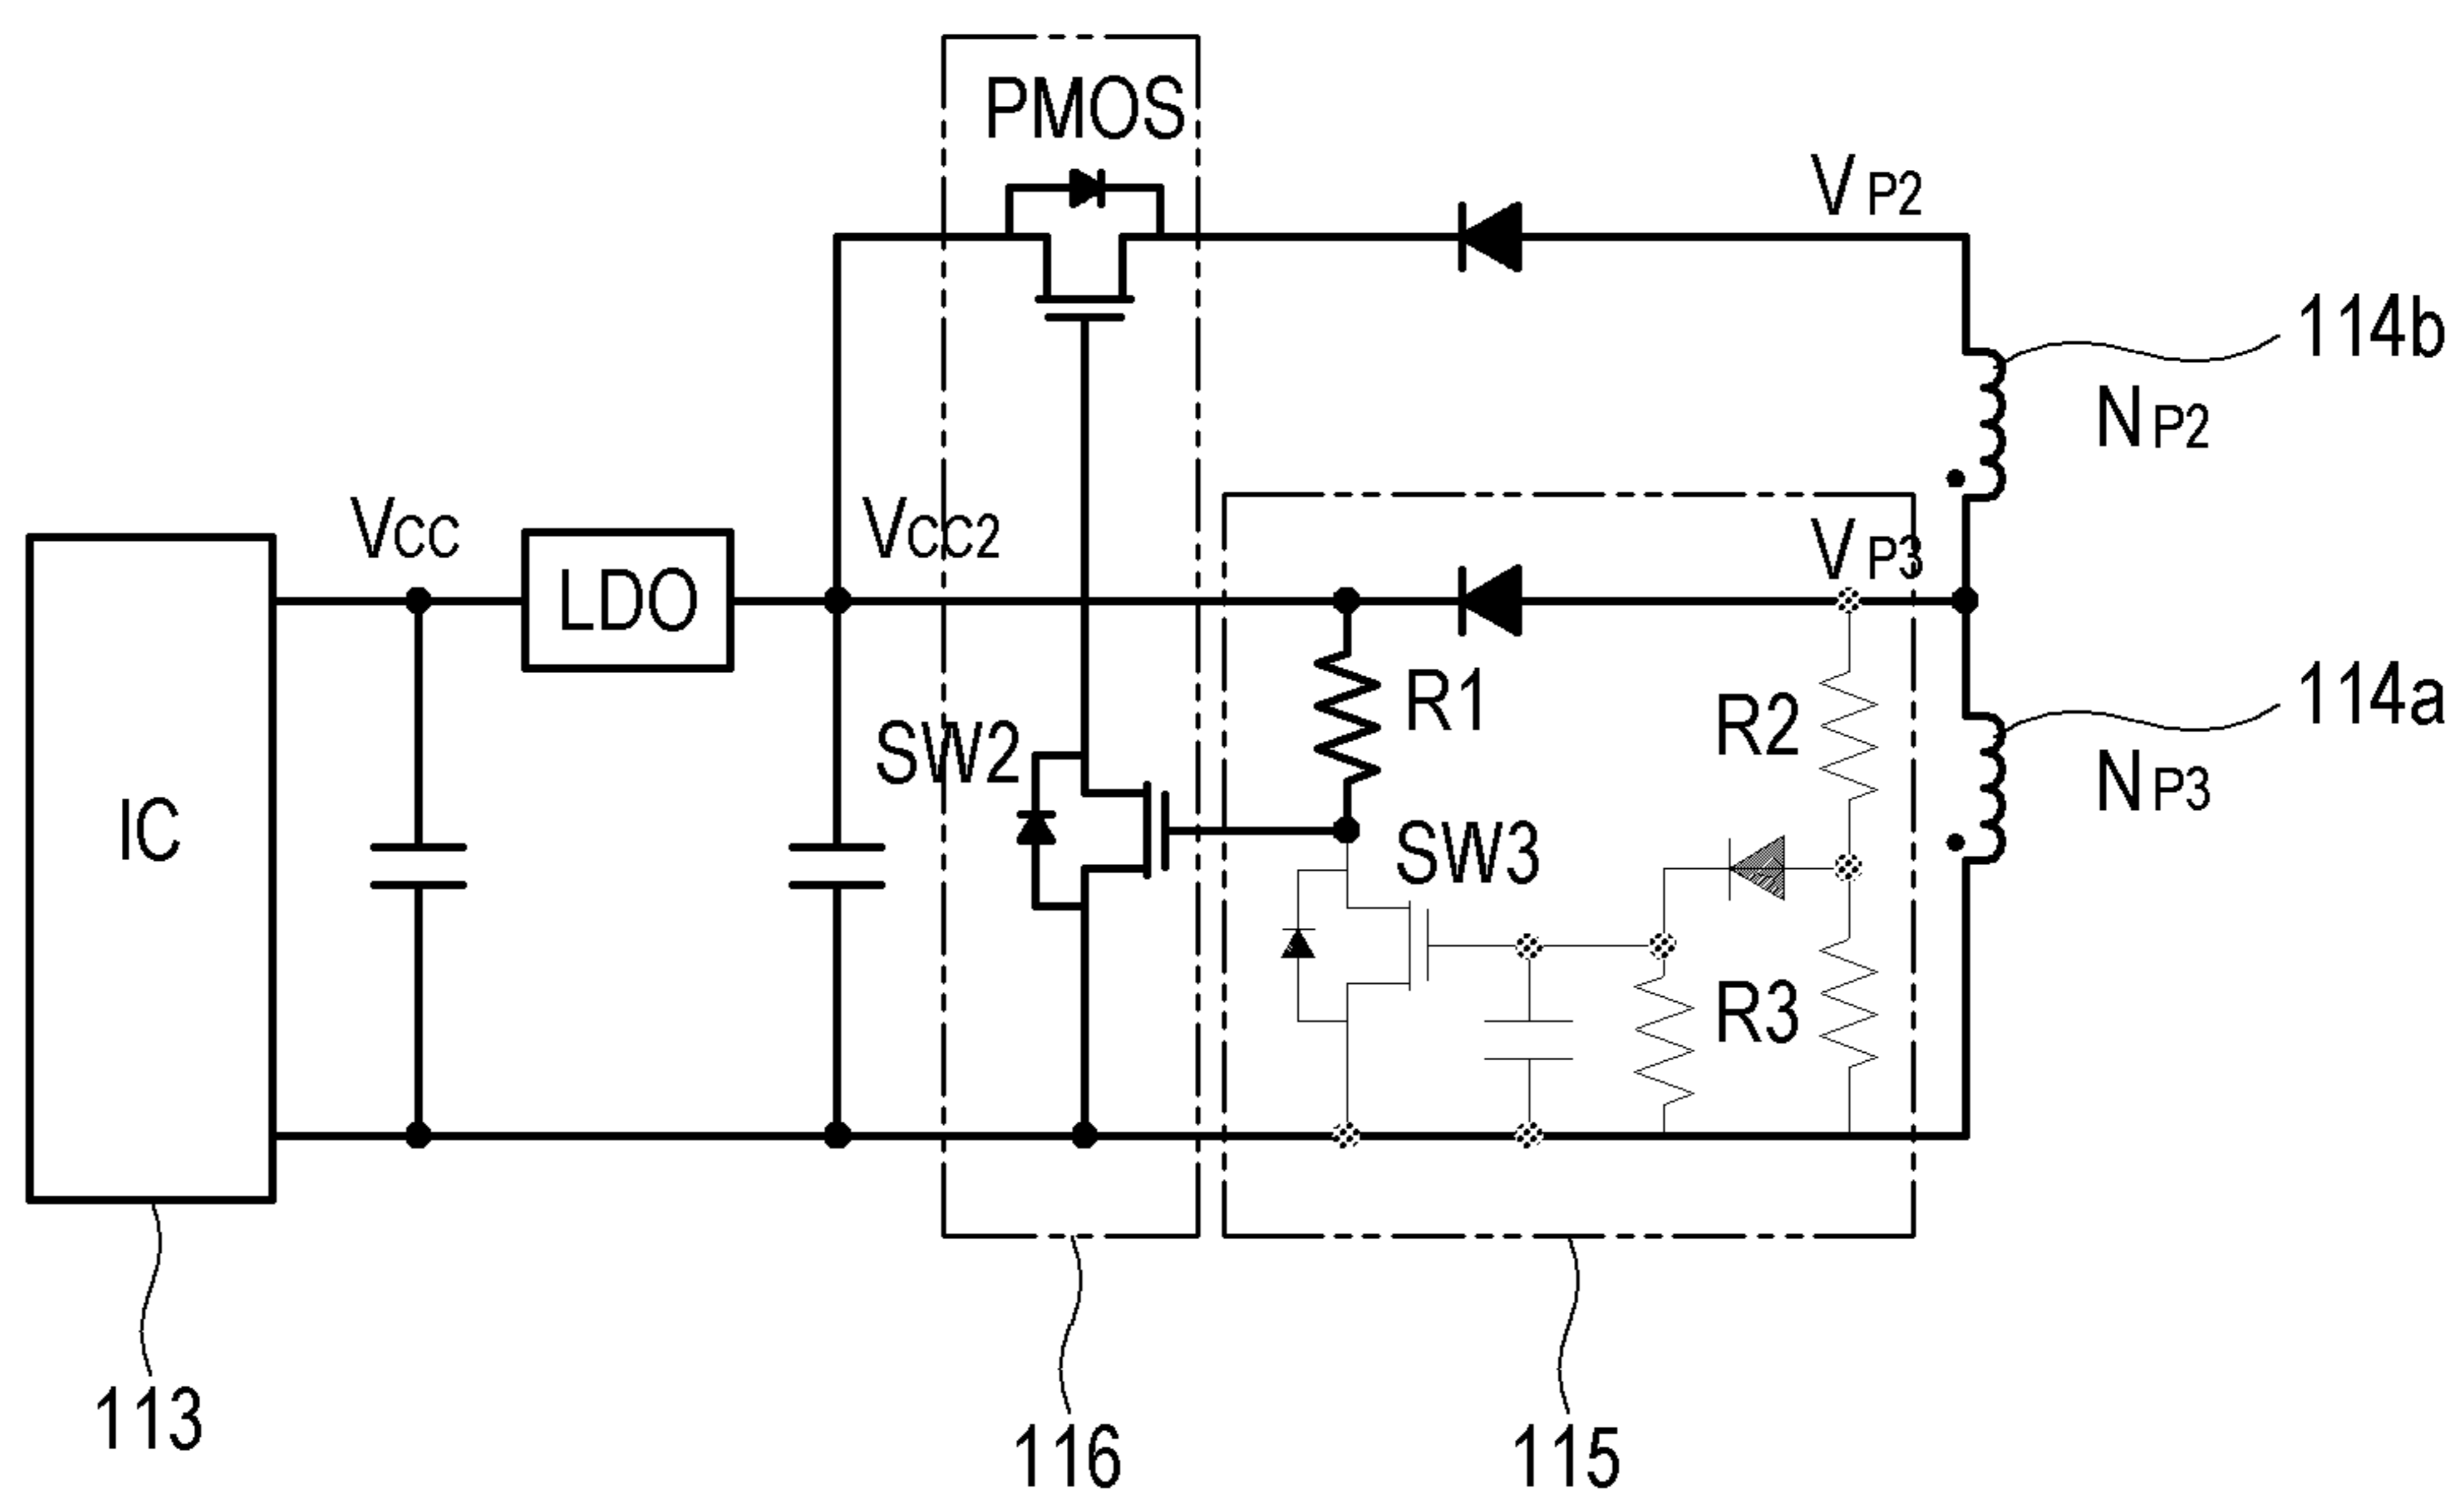 PMOS
VP2
114b
NP2
VCC
LDO
VCC2
VP3
R1
R2
114a
SW2
NP3
IC
SW3
R3
113
116
115